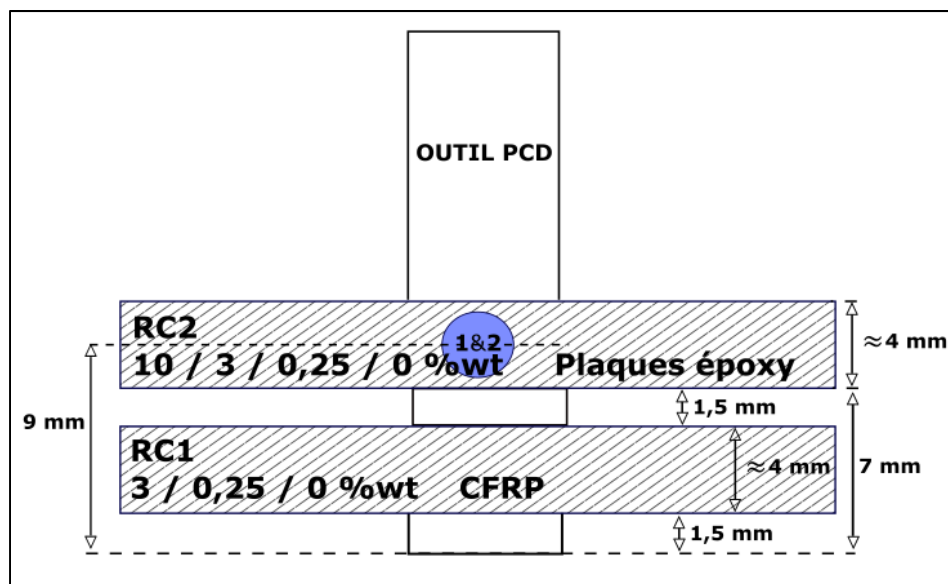 OUTIL PCD
RC2
1&2
10 / 3 / 0,25 / 0 %wt Plaques époxy
≈4 mm
1,5 mm
9 mm
RC1
3 / 0,25 / 0 %wt CFRP
≈4 mm
7 mm
1,5 mm